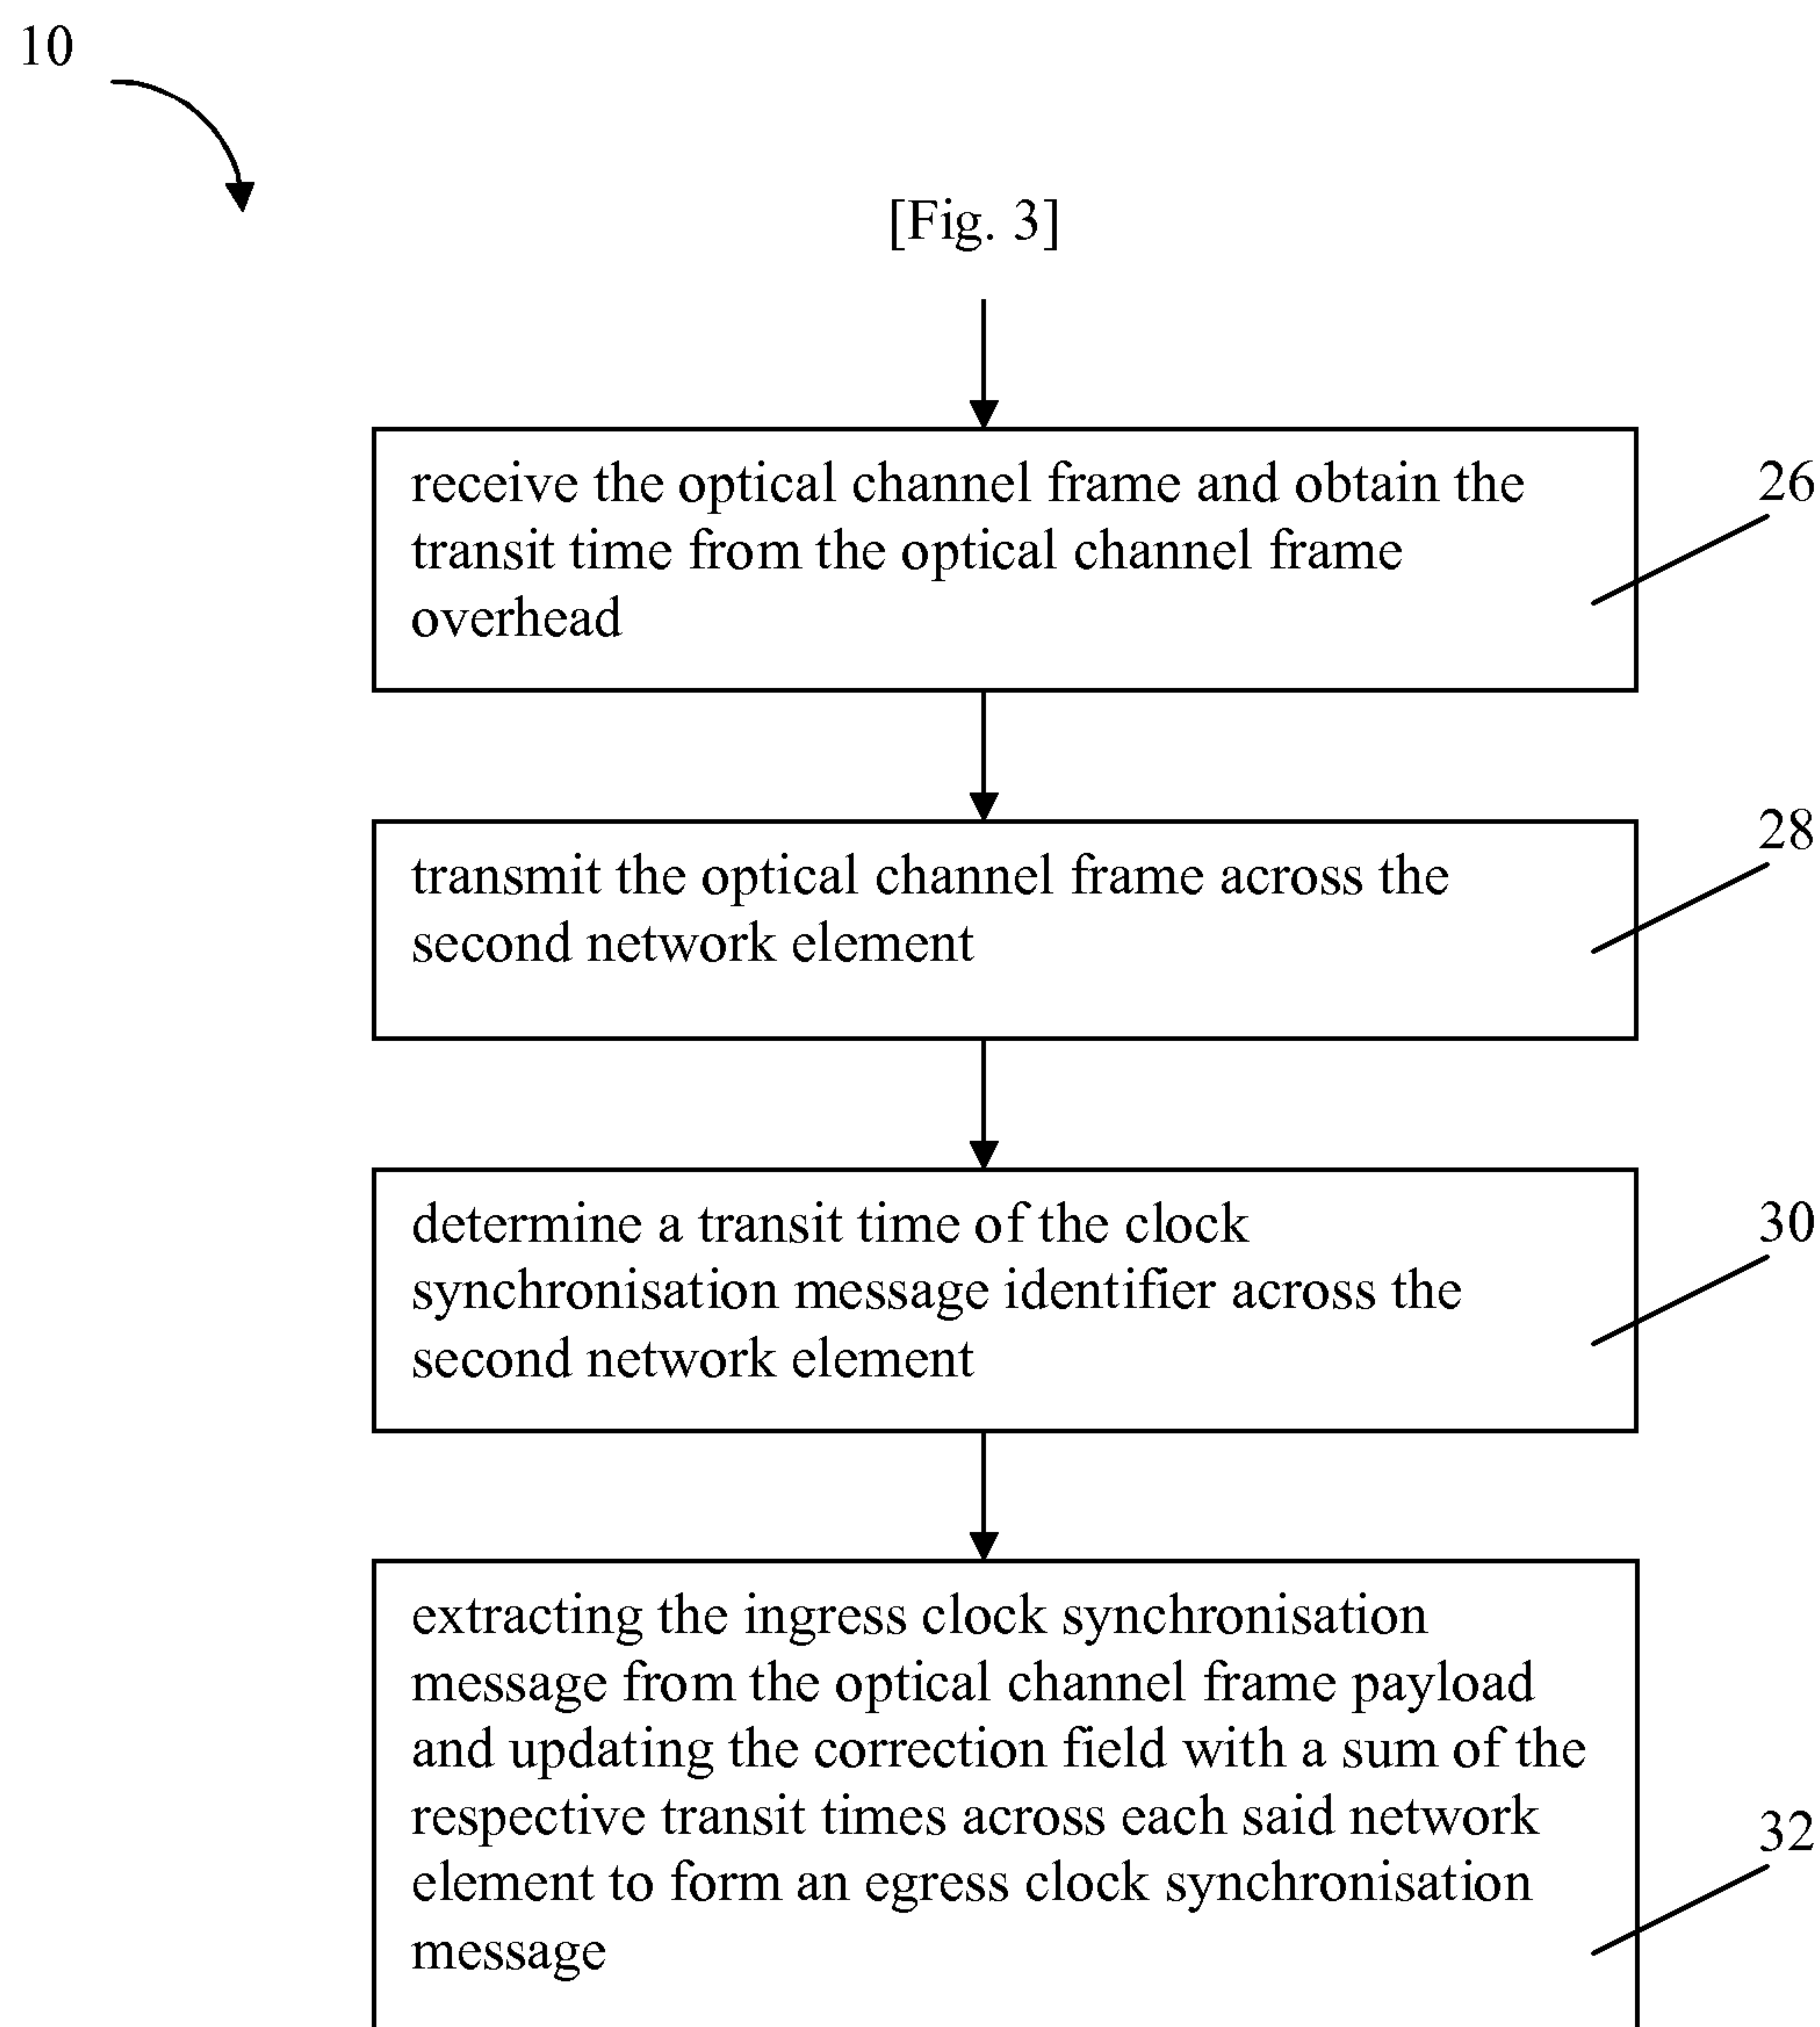 10
[Fig. 3]
receive the optical channel frame and obtain the
transit time from the optical channel frame
overhead
26
transmit the optical channel frame across the
second network element
28
determine a transit time of the clock
synchronisation message identifier across the
second network element
30
extracting the ingress clock synchronisation
message from the optical channel frame payload
and updating the correction field with a sum of the
respective transit times across each said network
element to form an egress clock synchronisation
message
32